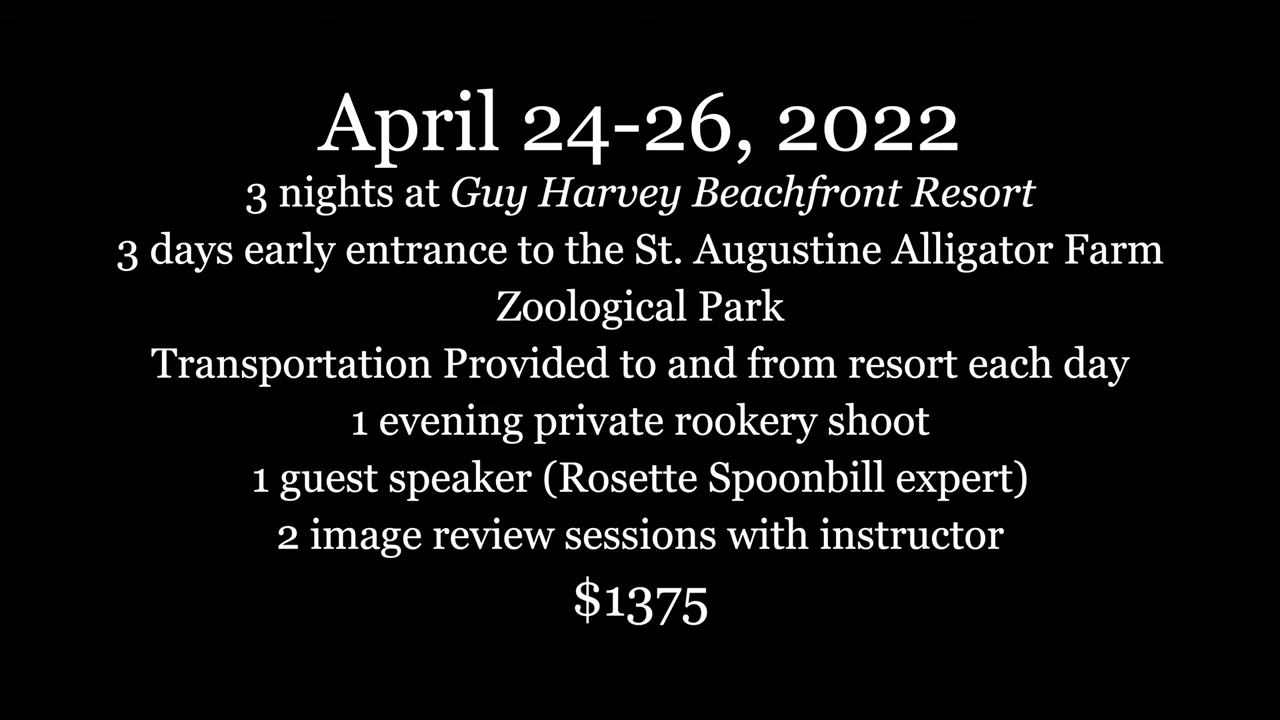 April 24-26, 2022
3 nights at Guy Harvey Beachfront Resort
3 days early entrance to the St. Augustine Alligator Farm
Zoological Park
Transportation Provided to and from resort each day
1 evening private rookery shoot
1 guest speaker (Rosette Spoonbill expert)
2 image review sessions with instructor
$1375